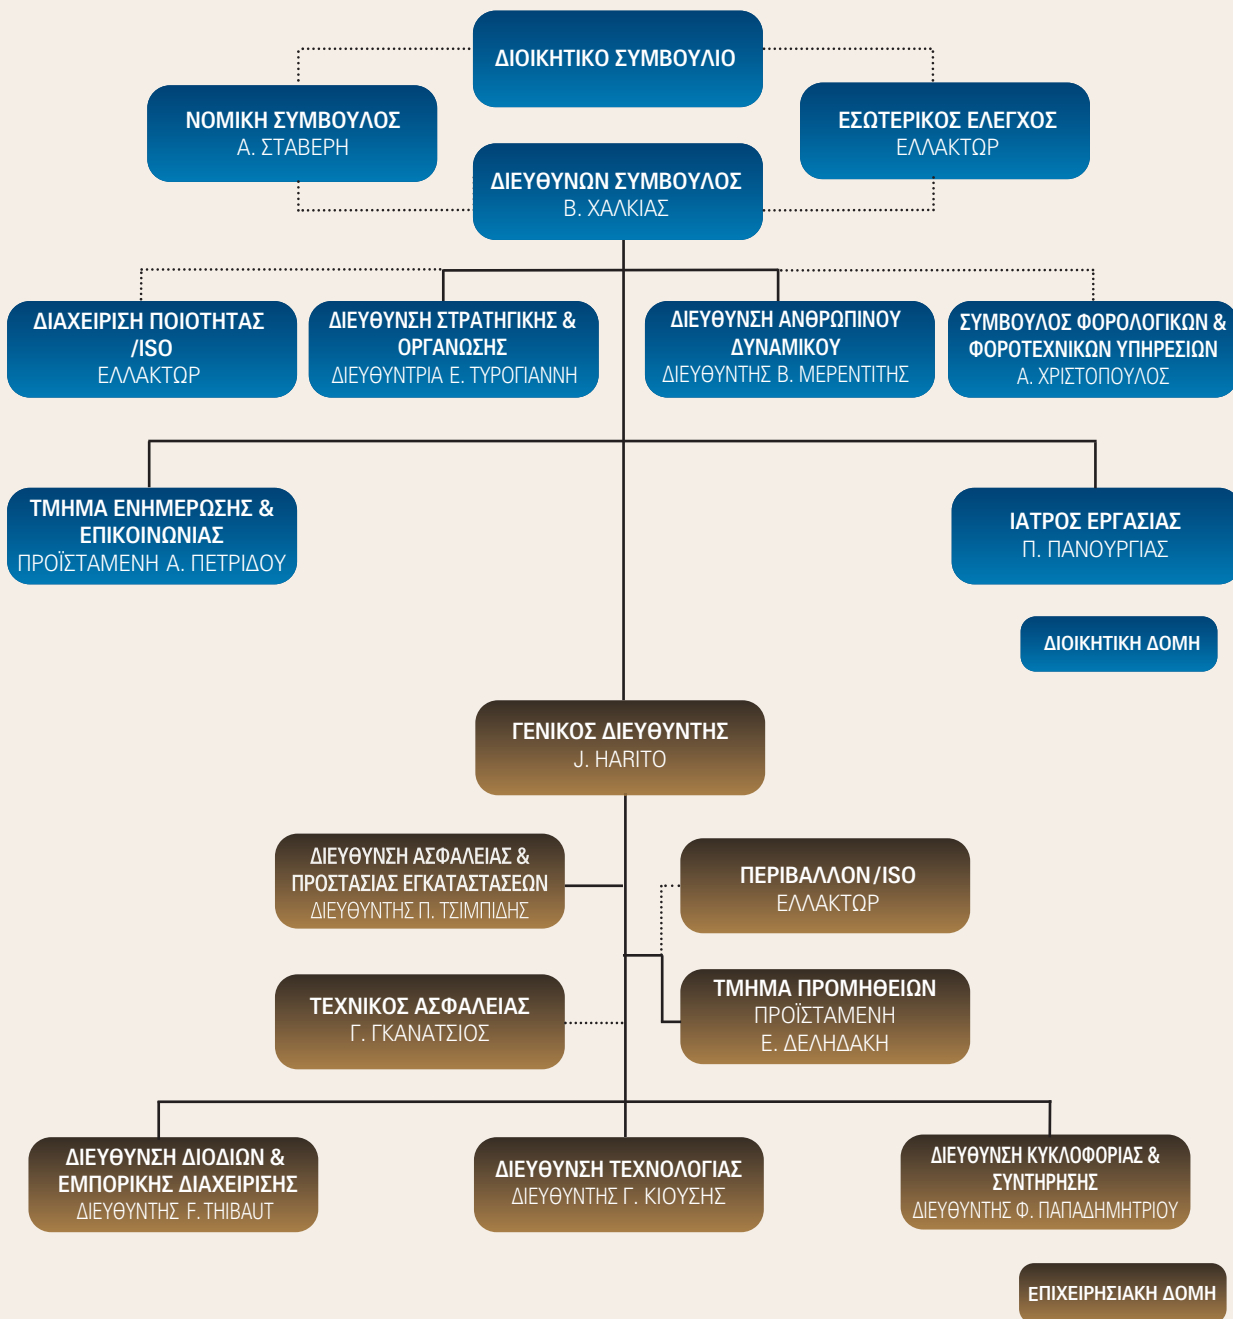 ΔΙΟΙΚΗΤΙΚΟ ΣΥΜΒΟΥΛΙΟ
ΝΟΜΙΚΗ ΣΥΜΒΟΥΛΟΣ
Α. ΣΤΑΒΕΡΗ
ΕΣΩΤΕΡΙΚΟΣ ΕΛΕΓΧΟΣ
ΕΛΛΑΚΤΩΡ
ΔΙΕΥΘΥΝΩΝ ΣΥΜΒΟΥΛΟΣ
Β. ΧΑΛΚΙΑΣ
ΔΙΑΧΕΙΡΙΣΗ ΠΟΙΟΤΗΤΑΣ
/ISO
ΕΛΛΑΚΤΩΡ
ΔΙΕΥΘΥΝΣΗ ΣΤΡΑΤΗΓΙΚΗΣ &
ΟΡΓΑΝΩΣΗΣ
ΔΙΕΥΘΥΝΤΡΙΑ Ε. ΤΥΡΟΓΙΑΝΝΗ
ΔΙΕΥΘΥΝΣΗ ΑΝΘΡΩΠΙΝΟΥ
ΔΥΝΑΜΙΚΟΥ
ΔΙΕΥΘΥΝΤΗΣ Β. ΜΕΡΕΝΤΙΤΗΣ
ΣΥΜΒΟΥΛΟΣ ΦΟΡΟΛΟΓΙΚΩΝ &
ΦΟΡΟΤΕΧΝΙΚΩΝ ΥΠΗΡΕΣΙΩΝ
Α. ΧΡΙΣΤΟΠΟΥΛΟΣ
ΤΜΗΜΑ ΕΝΗΜΕΡΩΣΗΣ &
ΕΠΙΚΟΙΝΩΝΙΑΣ
ΠΡΟΪΣΤΑΜΕΝΗ Α. ΠΕΤΡΙΔΟΥ
ΙΑΤΡΟΣ ΕΡΓΑΣΙΑΣ
Π. ΠΑΝΟΥΡΓΙΑΣ
ΔΙΟΙΚΗΤΙΚΗ ΔΟΜΗ
ΓΕΝΙΚΟΣ ΔΙΕΥΘΥΝΤΗΣ
J. HARITO
ΔΙΕΥΘΥΝΣΗ ΑΣΦΑΛΕΙΑΣ &
ΠΡΟΣΤΑΣΙΑΣ ΕΓΚΑΤΑΣΤΑΣΕΩΝ
ΔΙΕΥΘΥΝΤΗΣ Π. ΤΣΙΜΠΙΔΗΣ
ΠΕΡΙΒΑΛΛΟΝ/ISO
ΕΛΛΑΚΤΩΡ
ΤΕΧΝΙΚΟΣ ΑΣΦΑΛΕΙΑΣ
Γ. ΓΚΑΝΑΤΣΙΟΣ
ΤΜΗΜΑ ΠΡΟΜΗΘΕΙΩΝ
ΠΡΟΪΣΤΑΜΕΝΗ
Ε. ΔΕΛΗΔΑΚΗ
ΔΙΕΥΘΥΝΣΗ ΔΙΟΔΙΩΝ &
ΕΜΠΟΡΙΚΗΣ ΔΙΑΧΕΙΡΙΣΗΣ
ΔΙΕΥΘΥΝΤΗΣ F. THIBAUT
ΔΙΕΥΘΥΝΣΗ ΤΕΧΝΟΛΟΓΙΑΣ
ΔΙΕΥΘΥΝΤΗΣ Γ. ΚΙΟΥΣΗΣ
ΔΙΕΥΘΥΝΣΗ ΚΥΚΛΟΦΟΡΙΑΣ &
ΣΥΝΤΗΡΗΣΗΣ
ΔΙΕΥΘΥΝΤΗΣ Φ. ΠΑΠΑΔΗΜΗΤΡΙΟΥ
ΕΠΙΧΕΙΡΗΣΙΑΚΗ ΔΟΜΗ